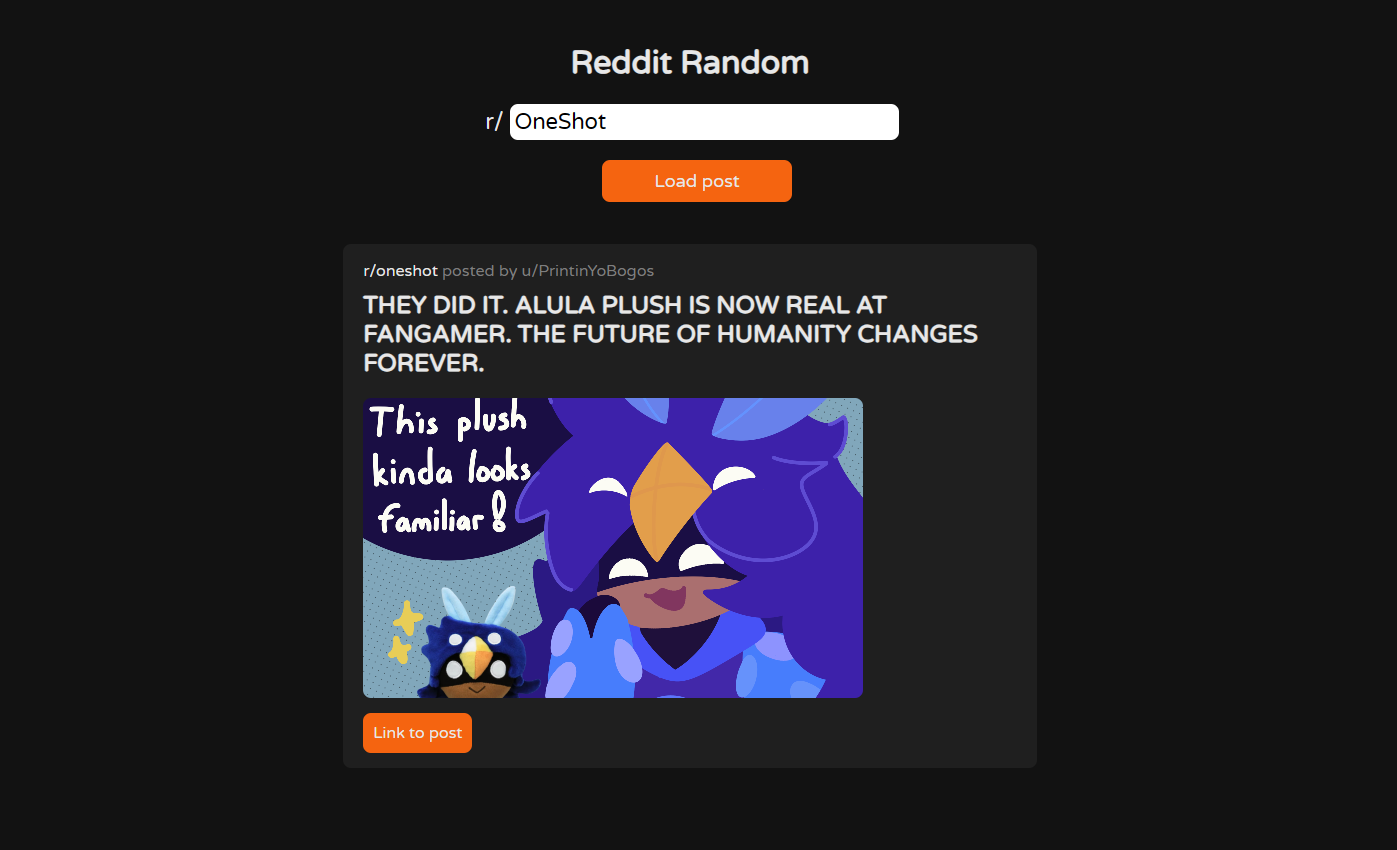 Reddit Random
r/ OneShot
Load post
r/oneshot posted by u/PrintinYoBogos
THEY DID IT. ALULA PLUSH IS NOW REAL AT
FANGAMER. THE FUTURE OF HUMANITY CHANGES
FOREVER.
This plush
kinda looks
familiar!
Link to post